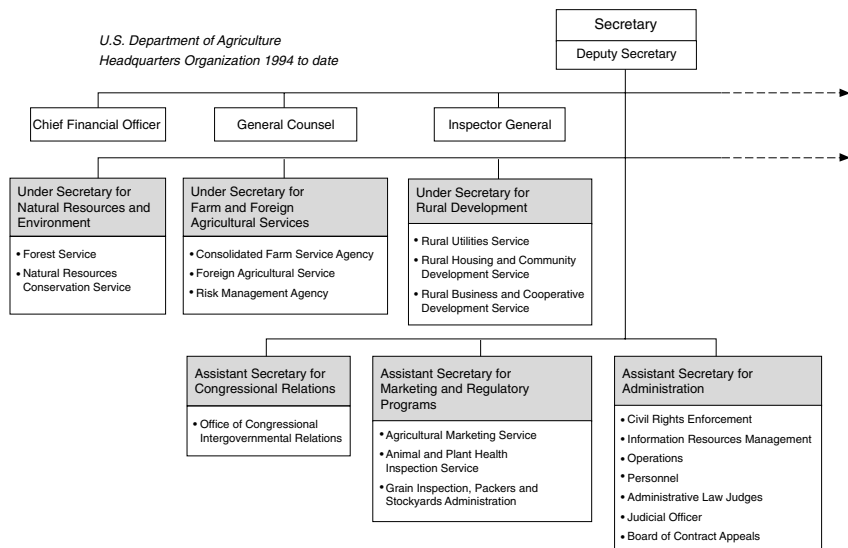 Secretary
Deputy Secretary
U.S. Department of Agriculture
Headquarters Organization 1994 to date
Chief Financial Officer
General Counsel
Inspector General
Under Secretary for
Natural Resources and
Environment
• Forest Service
• Natural Resources
Conservation Service
Under Secretary for
Farm and Foreign
Agricultural Services
• Consolidated Farm Service Agency
• Foreign Agricultural Service
• Risk Management Agency
Under Secretary for
Rural Development
• Rural Utilities Service
• Rural Housing and Community
Development Service
• Rural Business and Cooperative
Development Service
Assistant Secretary for
Congressional Relations
• Office of Congressional
Intergovernmental Relations
Assistant Secretary for
Marketing and Regulatory
Programs
• Agricultural Marketing Service
• Animal and Plant Health
Inspection Service
• Grain Inspection, Packers and
Stockyards Administration
Assistant Secretary for
Administration
• Civil Rights Enforcement
• Information Resources Management
• Operations
• Personnel
• Administrative Law Judges
• Judicial Officer
• Board of Contract Appeals